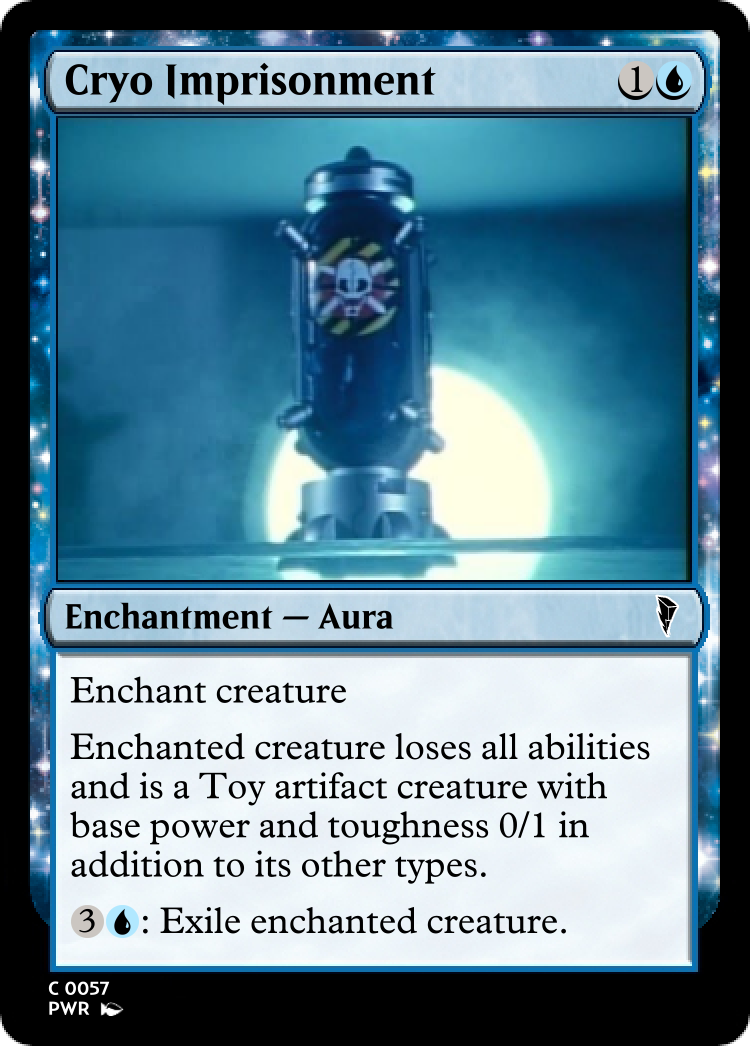 Cryo Imprisonment 1
Enchantment — Aura
Enchant creature
Enchanted creature loses all abilities
and is a Toy artifact creature with
base power and toughness 0/1 in
addition to its other types.
3 : Exile enchanted creature.
C 0057
PWR